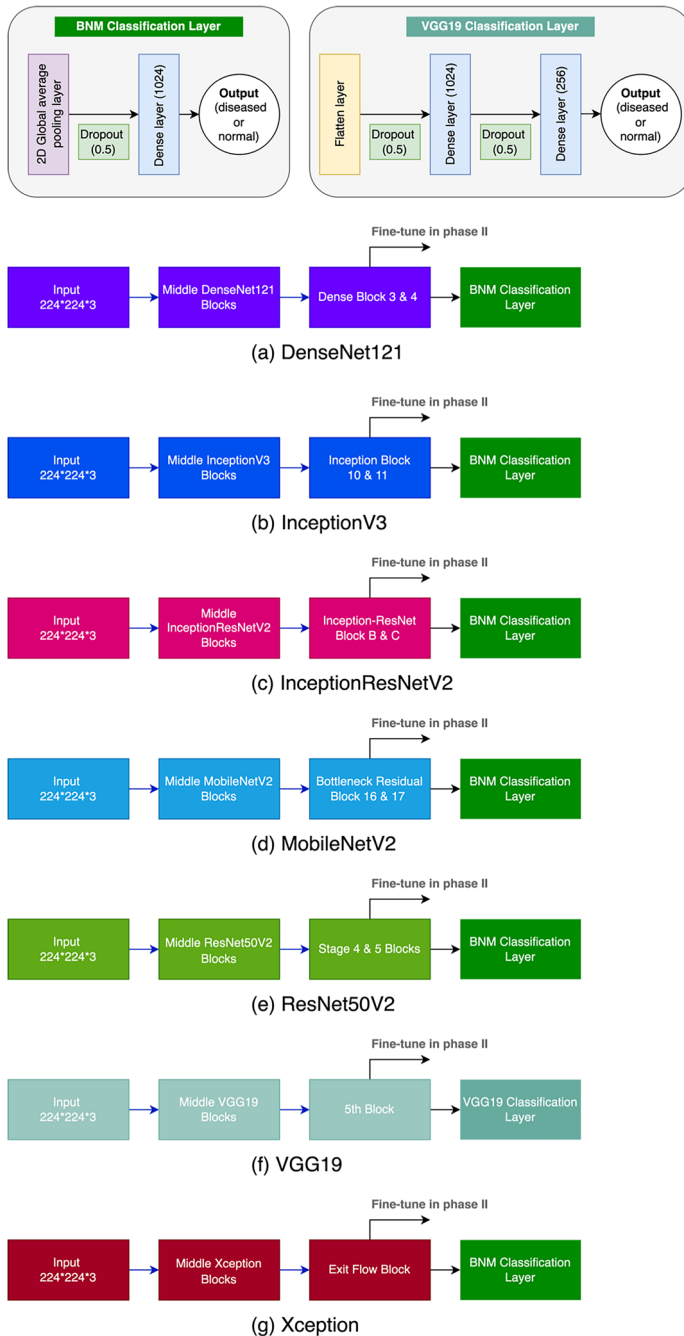 BNM Classification Layer
2D Global average
pooling layer
Dropout
(0.5)
Dense layer (1024)
Output
(diseased
or
normal)
VGG19 Classification Layer
Flatten layer
Dropout
(0.5)
Dense layer (1024)
Dropout
(0.5)
Dense layer (256)
Output
(diseased
or
normal)
Fine-tune in phase II
Input
224*224*3
Middle DenseNet121
Blocks
Dense Block 3 & 4
BNM Classification
Layer
(a) DenseNet121
Fine-tune in phase II
Input
224*224*3
Middle InceptionV3
Blocks
Inception Block
10 & 11
BNM Classification
Layer
(b) InceptionV3
Fine-tune in phase II
Input
224*224*3
Middle
InceptionResNetV2
Blocks
Inception-ResNet
Block B & C
BNM Classification
Layer
(c) InceptionResNetV2
Fine-tune in phase II
Input
224*224*3
Middle MobileNetV2
Blocks
Bottleneck Residual
Block 16 & 17
BNM Classification
Layer
(d) MobileNetV2
Fine-tune in phase II
Input
224*224*3
Middle ResNet50V2
Blocks
Stage 4 & 5 Blocks
BNM Classification
Layer
(e) ResNet50V2
Fine-tune in phase II
Input
224*224*3
Middle VGG19
Blocks
5th Block
VGG19 Classification
Layer
(f) VGG19
Fine-tune in phase II
Input
224*224*3
Middle Xception
Blocks
Exit Flow Block
BNM Classification
Layer
(g) Xception